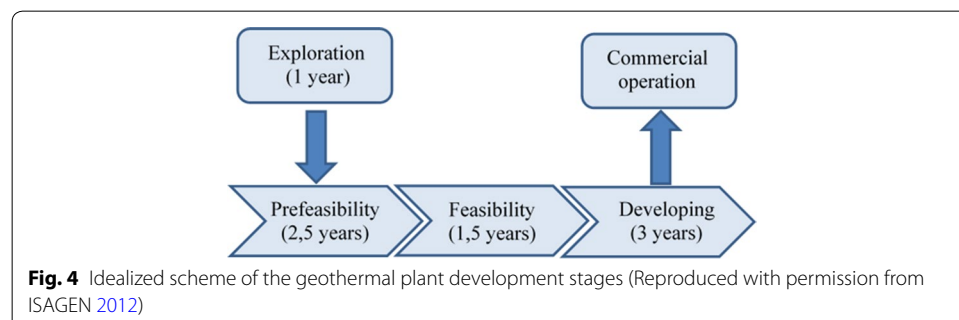 Exploration
(1 year)
Commercial
operation
Prefeasibility
(2,5 years)
Feasibility
(1,5 years)
Developing
(3 years)
Fig. 4 Idealized scheme of the geothermal plant development stages (Reproduced with permission from
ISAGEN 2012)